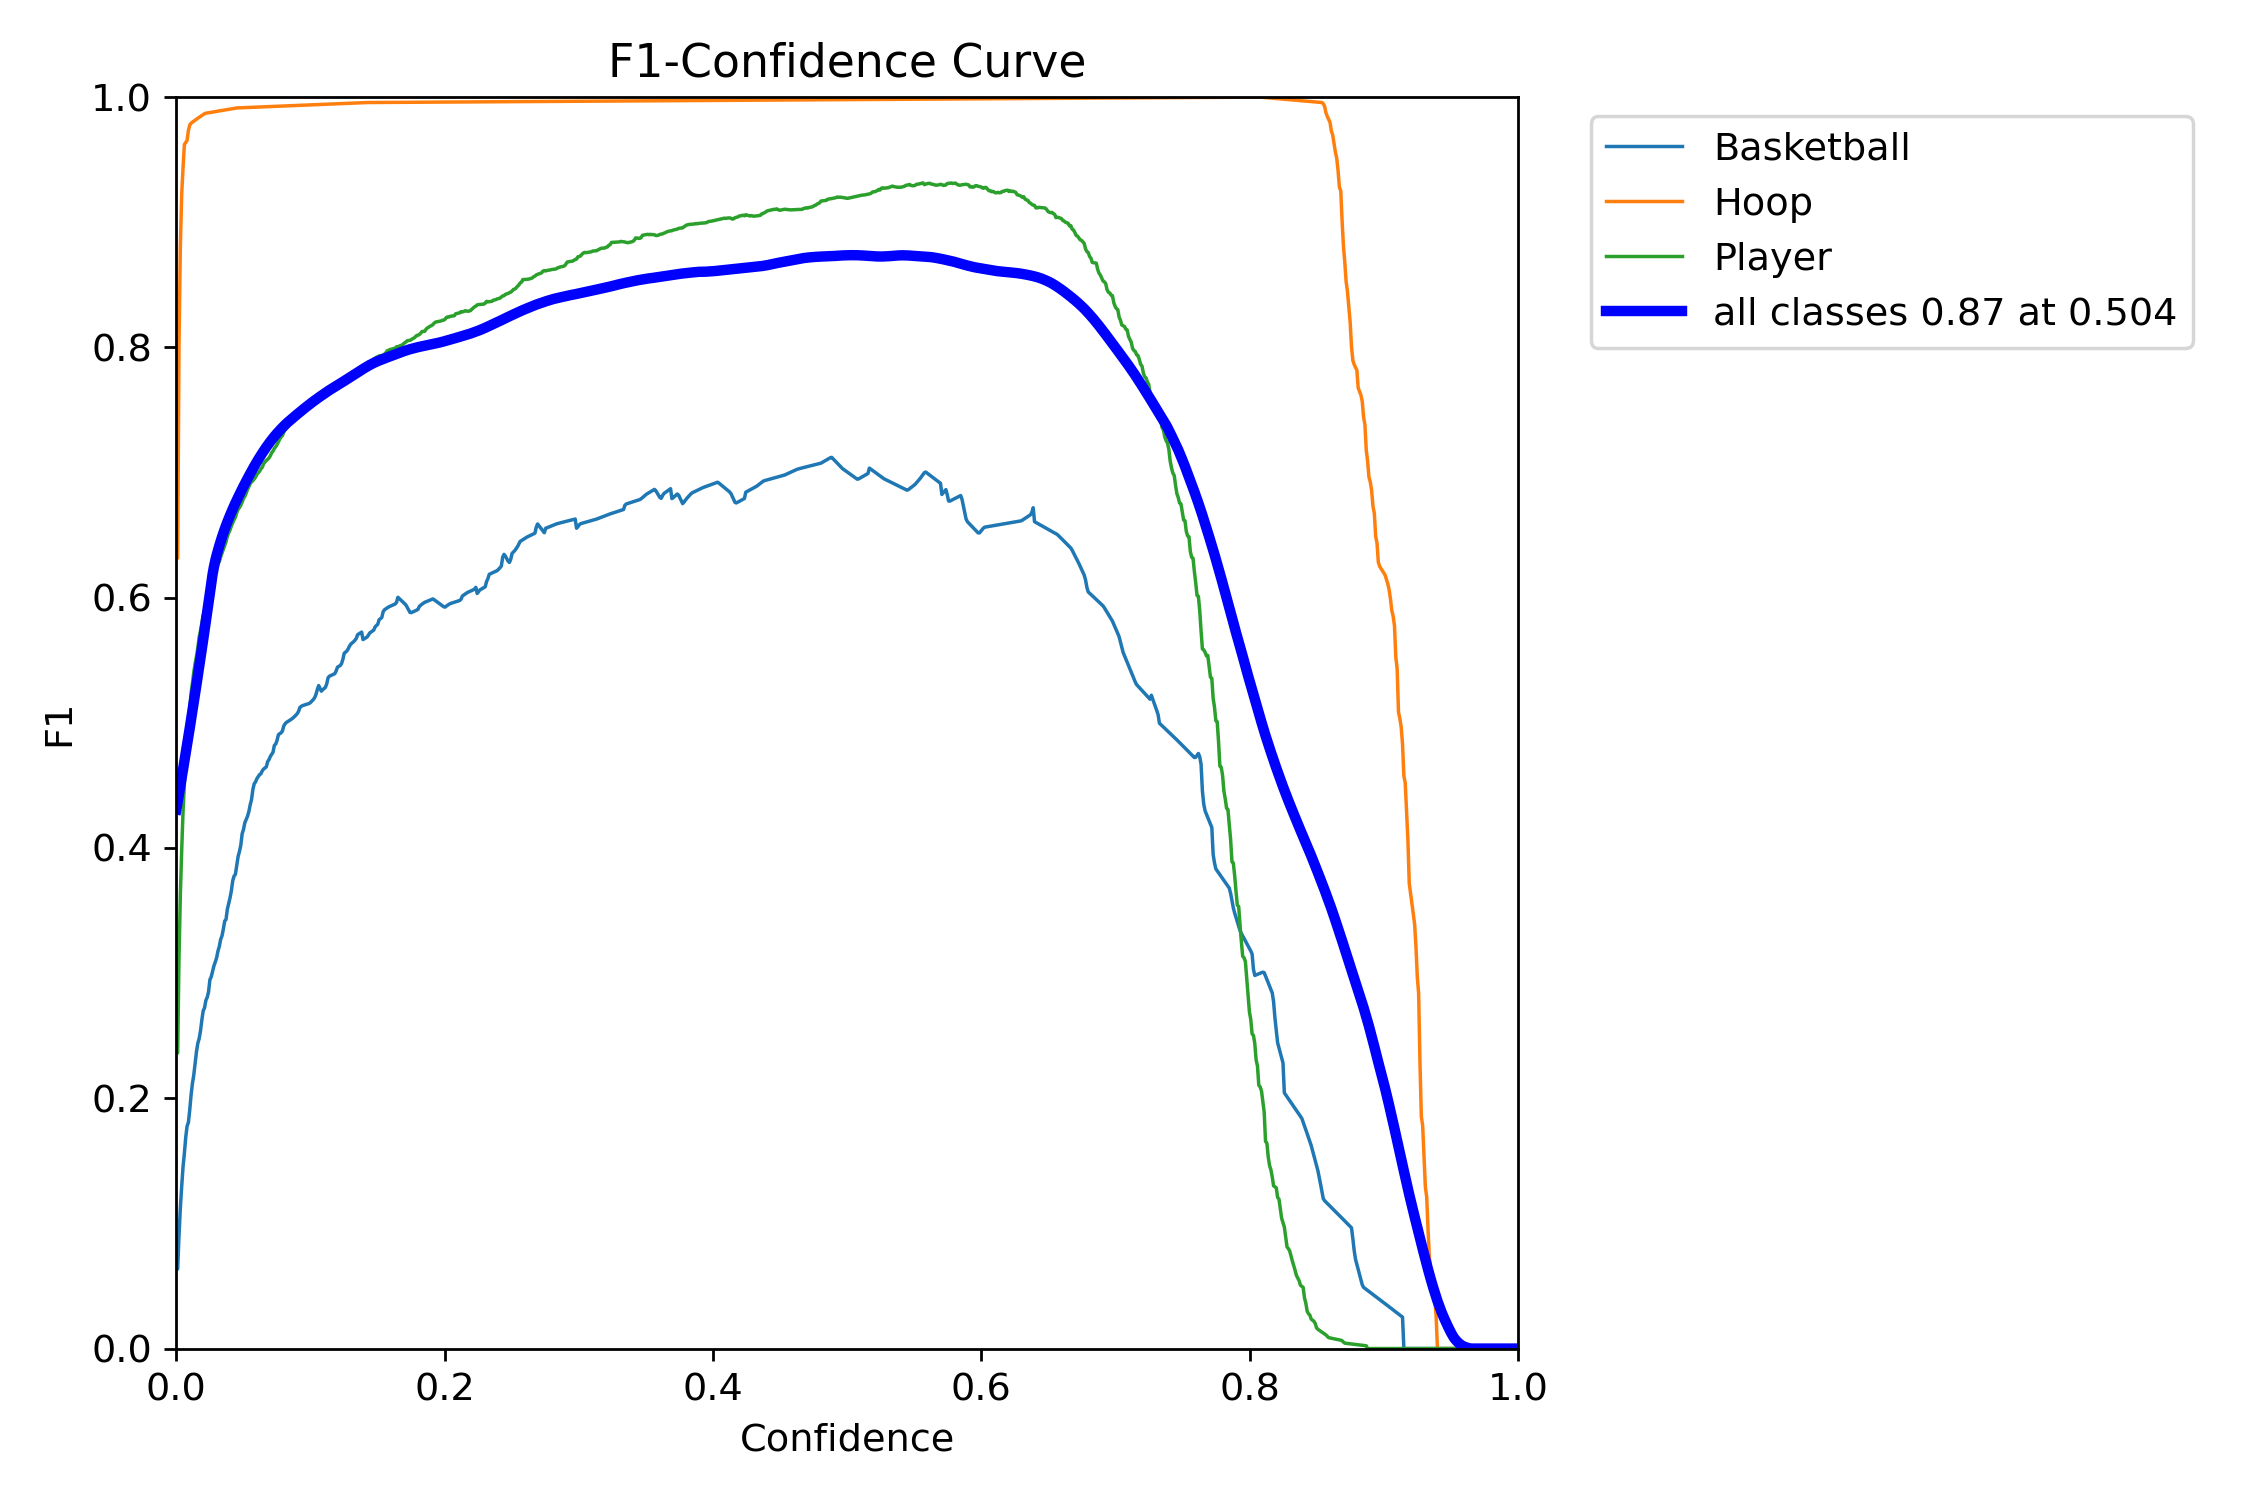 F1-Confidence Curve
1.0
0.8
0.6
0.4
0.2
0.0
F1
0.0 0.2 0.4 0.6 0.8 1.0
Confidence
Basketball
Hoop
Player
all classes 0.87 at 0.504